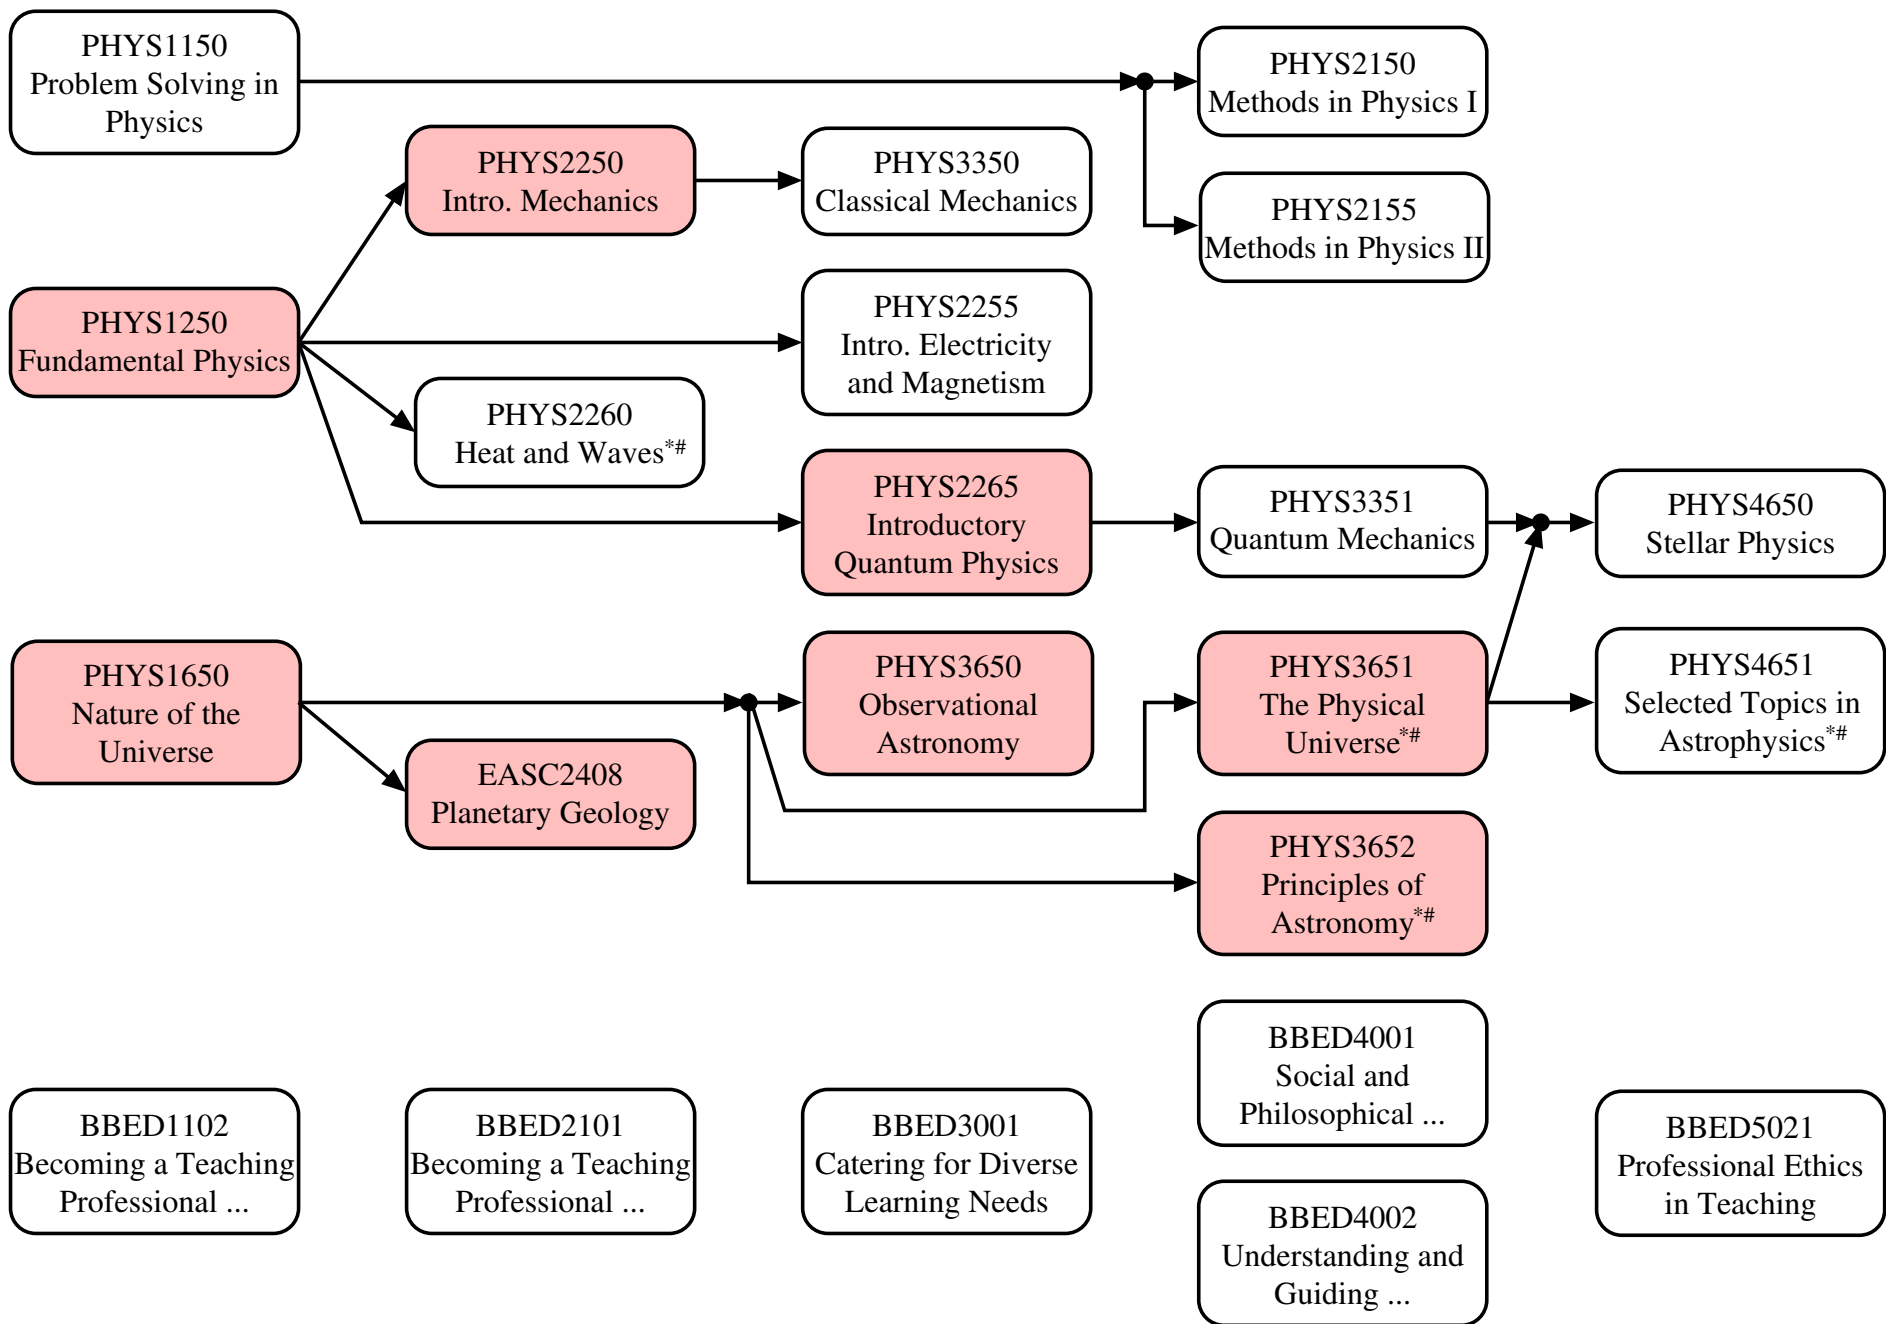 PHYS1150
Problem Solving in
Physics
PHYS2150
Methods in Physics I
PHYS2250
Intro. Mechanics
PHYS3350
Classical Mechanics
PHYS2155
Methods in Physics II
PHYS1250
Fundamental Physics
PHYS2255
Intro. Electricity
and Magnetism
PHYS2260
Heat and Waves*#
PHYS2265
Introductory
Quantum Physics
PHYS3351
Quantum Mechanics
PHYS4650
Stellar Physics
PHYS1650
Nature of the
Universe
PHYS3650
Observational
Astronomy
PHYS3651
The Physical
Universe*#
PHYS4651
Selected Topics in
Astrophysics*#
EASC2408
Planetary Geology
PHYS3652
Principles of
Astronomy*#
BBED4001
Social and
Philosophical ...
BBED1102
Becoming a Teaching
Professional ...
BBED2101
Becoming a Teaching
Professional ...
BBED3001
Catering for Diverse
Learning Needs
BBED5021
Professional Ethics
in Teaching
BBED4002
Understanding and
Guiding ...